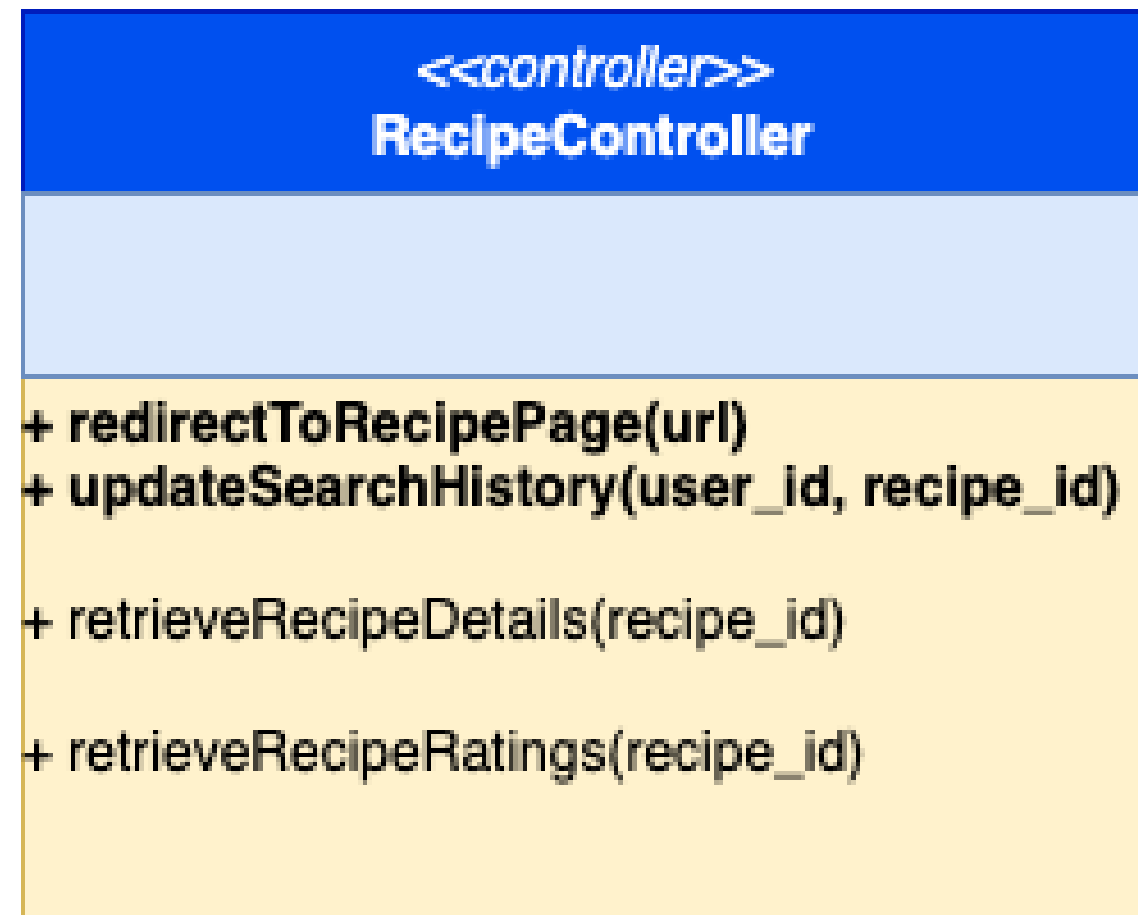 <<controller>>
RecipeController
+ redirectToRecipePage(url)
+ updateSearchHistory(user_id, recipe_id)
+ retrieveRecipeDetails(recipe_id)
+ retrieveRecipeRatings(recipe_id)